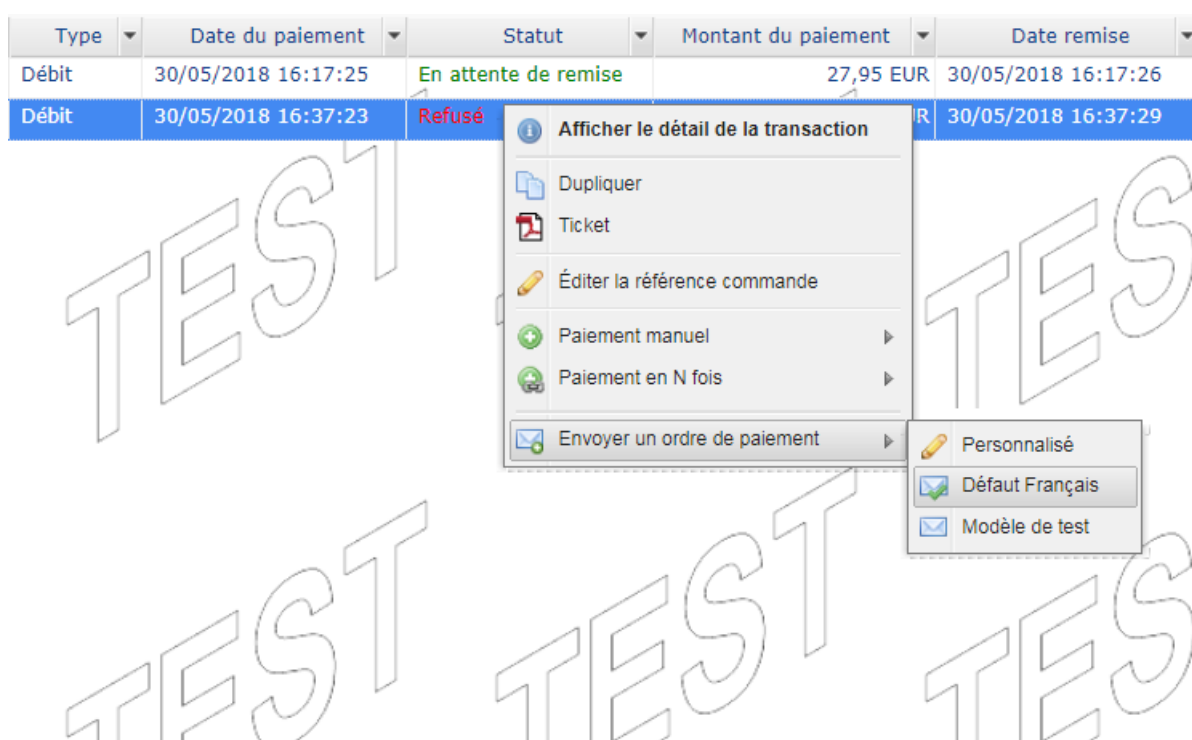 Type Date du paiement Statut Montant du paiement Date remise
Débit 30/05/2018 16:17:25 En attente de remise 27,95 EUR 30/05/2018 16:17:26
Débit 30/05/2018 16:37:23 Refusé R 30/05/2018 16:37:29
Afficher le détail de la transaction
Dupliquer
Ticket
Éditer la référence commande
Paiement manuel
Paiement en N fois
Envoyer un ordre de paiement
Personnalisé
Défaut Français
Modèle de test
TEST
TEST
TEST
TEST
TEST